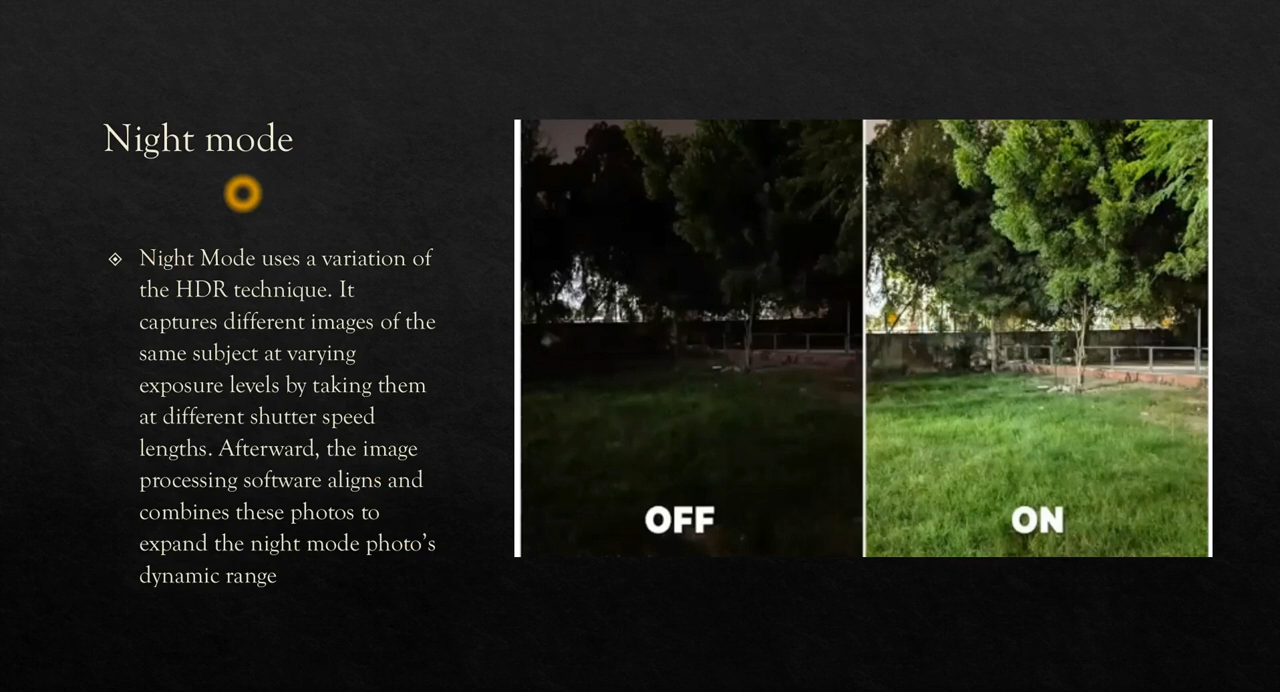 Night mode
Night Mode uses a variation of
the HDR technique. It
captures different images of the
same subject at varying
exposure levels by taking them
at different shutter speed
lengths. Afterward, the image
processing software aligns and
combines these photos to
expand the night mode photo’s
dynamic range
OFF
ON